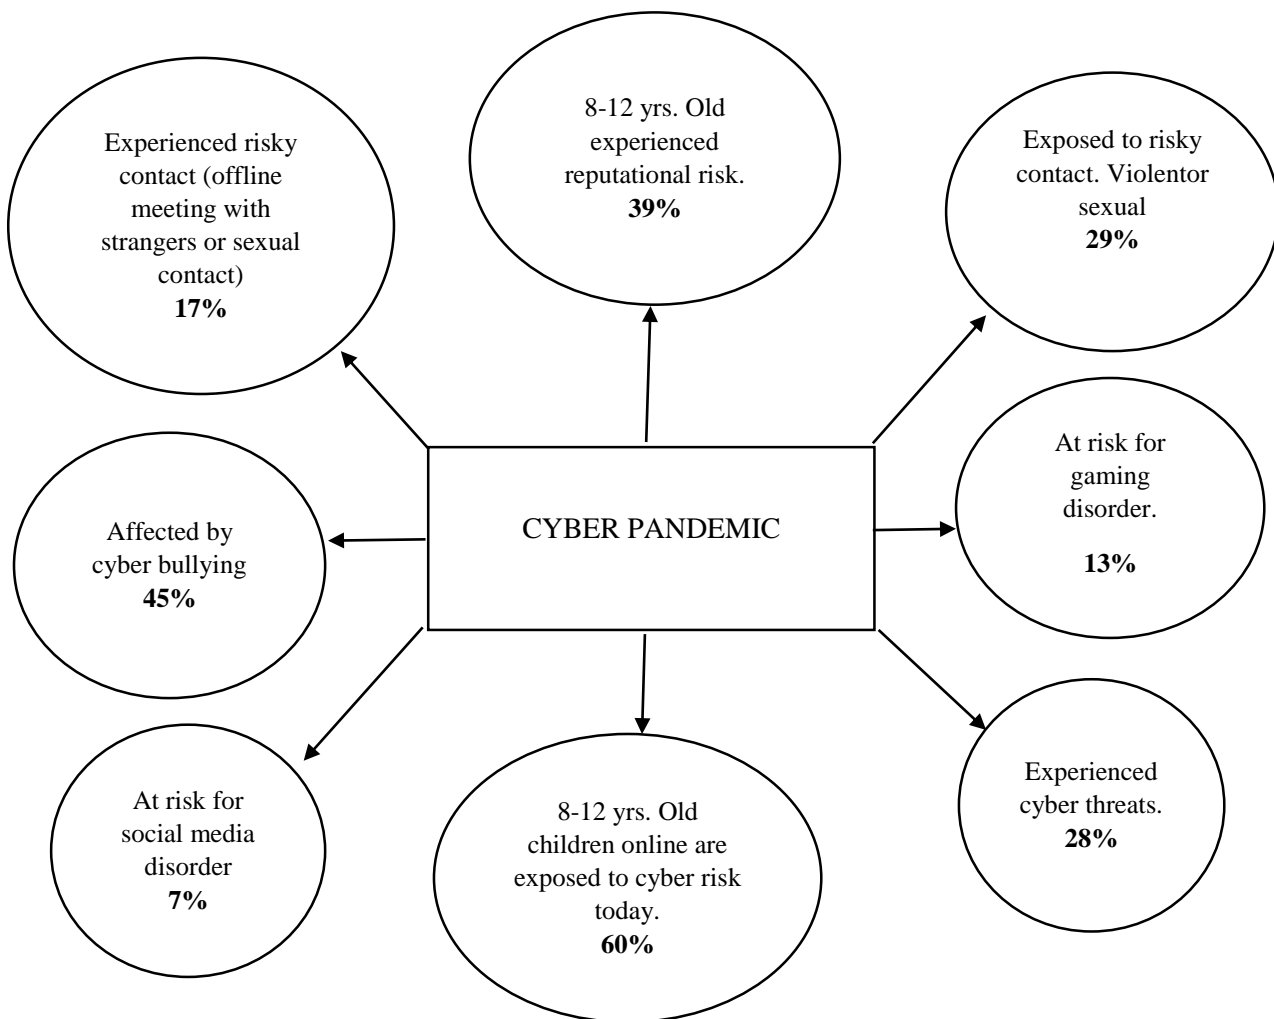 Experienced risky
contact (offline
meeting with
strangers or sexual
contact)
17%
8-12 yrs. Old
experienced
reputational risk.
39%
Exposed to risky
contact. Violentor
sexual
29%
Affected by
cyber bullying
45%
CYBER PANDEMIC
At risk for
gaming
disorder.
13%
At risk for
social media
disorder
7%
8-12 yrs. Old
children online are
exposed to cyber risk
today.
60%
Experienced
cyber threats.
28%